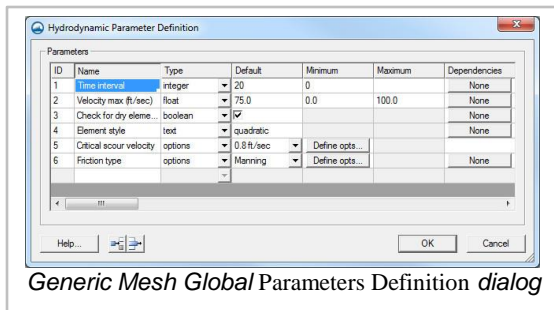 Hydrodynamic Parameter Definition
Parameters
ID Name Type Default Minimum Maximum Dependencies
1 Time interval integer 20 0 None
2 Velocity max (ft/sec) float 75.0 0.0 100.0 None
3 Check for dry eleme... boolean None
4 Element style text quadratic None
5 Critical scour velocity options 0.8 ft/sec Define opts...
6 Friction type options Manning Define opts... None
Help... OK Cancel
Generic Mesh Global Parameters Definition dialog